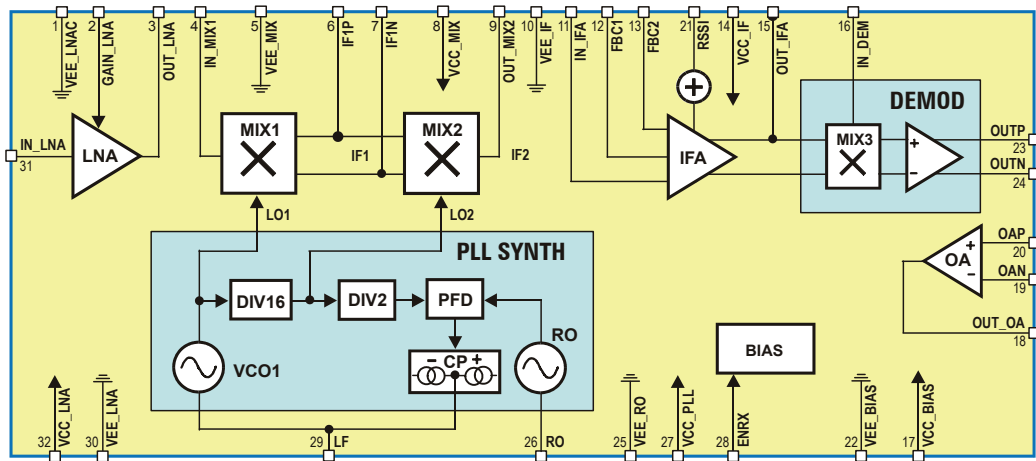 1 VEE_LNAC
2 GAIN_LNA
3 OUT_LNA
4 IN_MIX1
5 VEE_MIX
6 IF1P
7 IF1N
8 VCC_MIX
9 OUT_MIX2
10 VEE_IF
11 IN_IFA
12 FBC1
13 FBC2
21 RSSI
14 VCC_IF
15 OUT_IFA
16 IN_DEM
DEMOD
MIX1
MIX2
MIX3
+
−
IN_LNA
31
LNA
IF1
IF2
+
IFA
OUTP
23
OUTN
24
LO1
LO2
PLL SYNTH
DIV16
DIV2
PFD
RO
VCO1
− CP +
BIAS
OA
+
−
OAP
20
OAN
19
OUT_OA
18
32 VCC_LNA
30 VEE_LNA
29 LF
26 RO
25 VEE_RO
27 VCC_PLL
28 ENRX
22 VEE_BIAS
17 VCC_BIAS